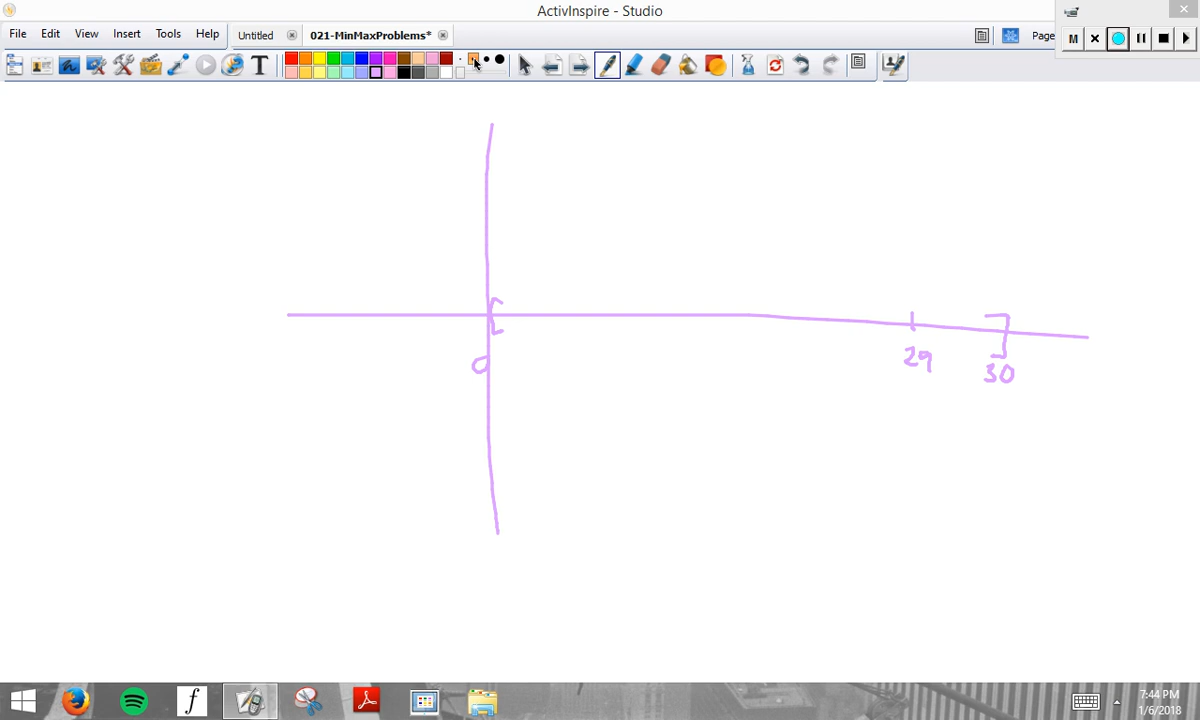 ActivInspire - Studio
File Edit View Insert Tools Help
Untitled 021-MinMaxProblems* Page
M
T
0
29
30
f
7:44 PM
1/6/2018